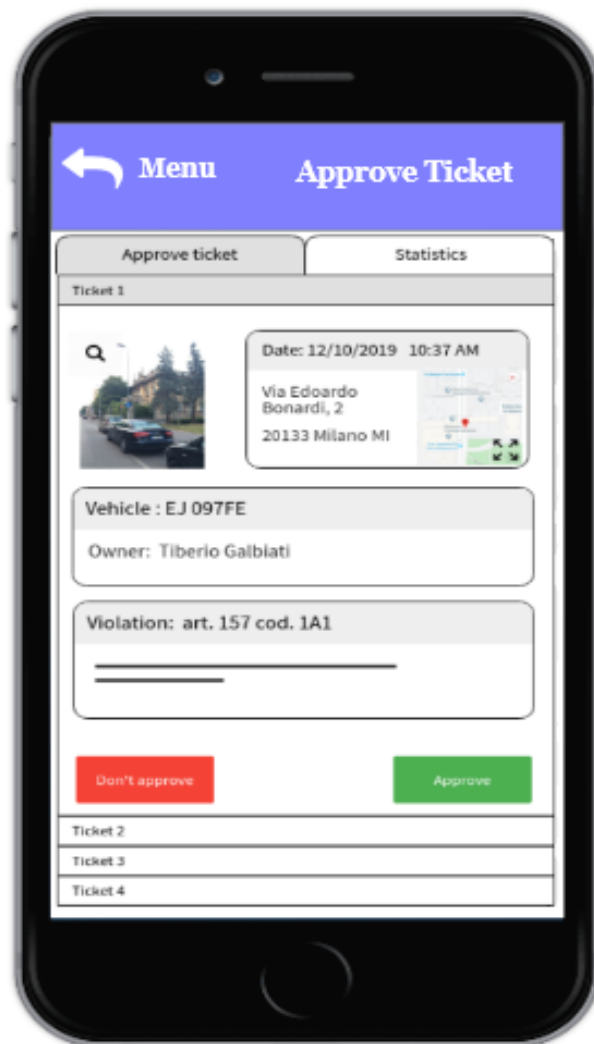 Menu Approve Ticket
Approve ticket Statistics
Ticket 1
Date: 12/10/2019 10:37 AM
Via Edoardo
Bonardi, 2
20133 Milano MI
Vehicle : EJ 097FE
Owner: Tiberio Galbiati
Violation: art. 157 cod. 1A1
Don't approve Approve
Ticket 2
Ticket 3
Ticket 4